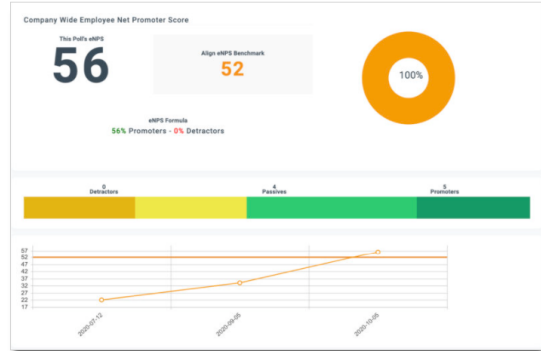 Company Wide Employee Net Promoter Score
This Poll's eNPS
56
Align eNPS Benchmark
52
100%
eNPS Formula
56% Promoters - 0% Detractors
0
Detractors
4
Passives
5
Promoters
57
52
47
42
37
32
27
22
17
2020-07-12
2020-09-05
2020-10-05